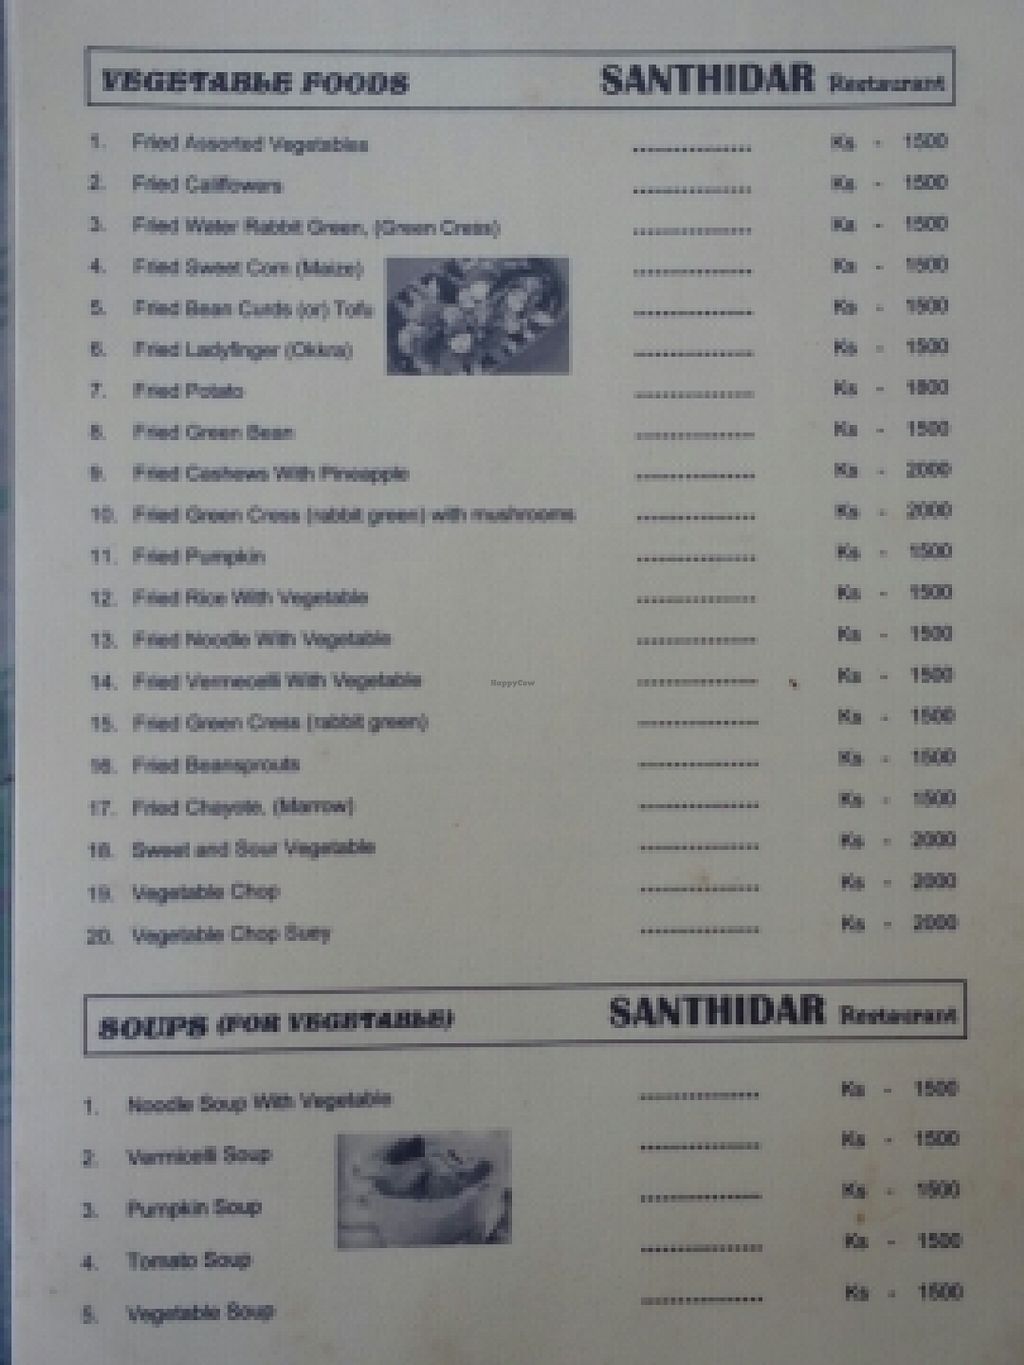 VEGETABLE FOODS SANTHIDAR Restaurant
1. Fried Assorted Vegetables ................ Ks - 1500
2. Fried Califlowers ................ Ks - 1500
3. Fried Water Rabbit Green, (Green Cress) ................ Ks - 1500
4. Fried Sweet Corn (Maize) ................ Ks - 1500
5. Fried Bean Curds (or) Tofu ................ Ks - 1500
6. Fried Ladyfinger (Okkra) ................ Ks - 1500
7. Fried Potato ................ Ks - 1800
8. Fried Green Bean ................ Ks - 1500
9. Fried Cashews With Pineapple ................ Ks - 2000
10. Fried Green Cress (rabbit green) with mushrooms ................ Ks - 2000
11. Fried Pumpkin ................ Ks - 1500
12. Fried Rice With Vegetable ................ Ks - 1500
13. Fried Noodle With Vegetable ................ Ks - 1500
14. Fried Vermecelli With Vegetable ................ Ks - 1500
HappyCow
15. Fried Green Cress (rabbit green) ................ Ks - 1500
16. Fried Beansprouts ................ Ks - 1500
17. Fried Chayote, (Marrow) ................ Ks - 1500
18. Sweet and Sour Vegetable ................ Ks - 2000
19. Vegetable Chop ................ Ks - 2000
20. Vegetable Chop Suey ................ Ks - 2000
SOUPS (FOR VEGETABLE) SANTHIDAR Restaurant
1. Noodle Soup With Vegetable ................ Ks - 1500
2. Vermicelli Soup ................ Ks - 1500
3. Pumpkin Soup ................ Ks - 1500
4. Tomato Soup ................ Ks - 1500
5. Vegetable Soup ................ Ks - 1500